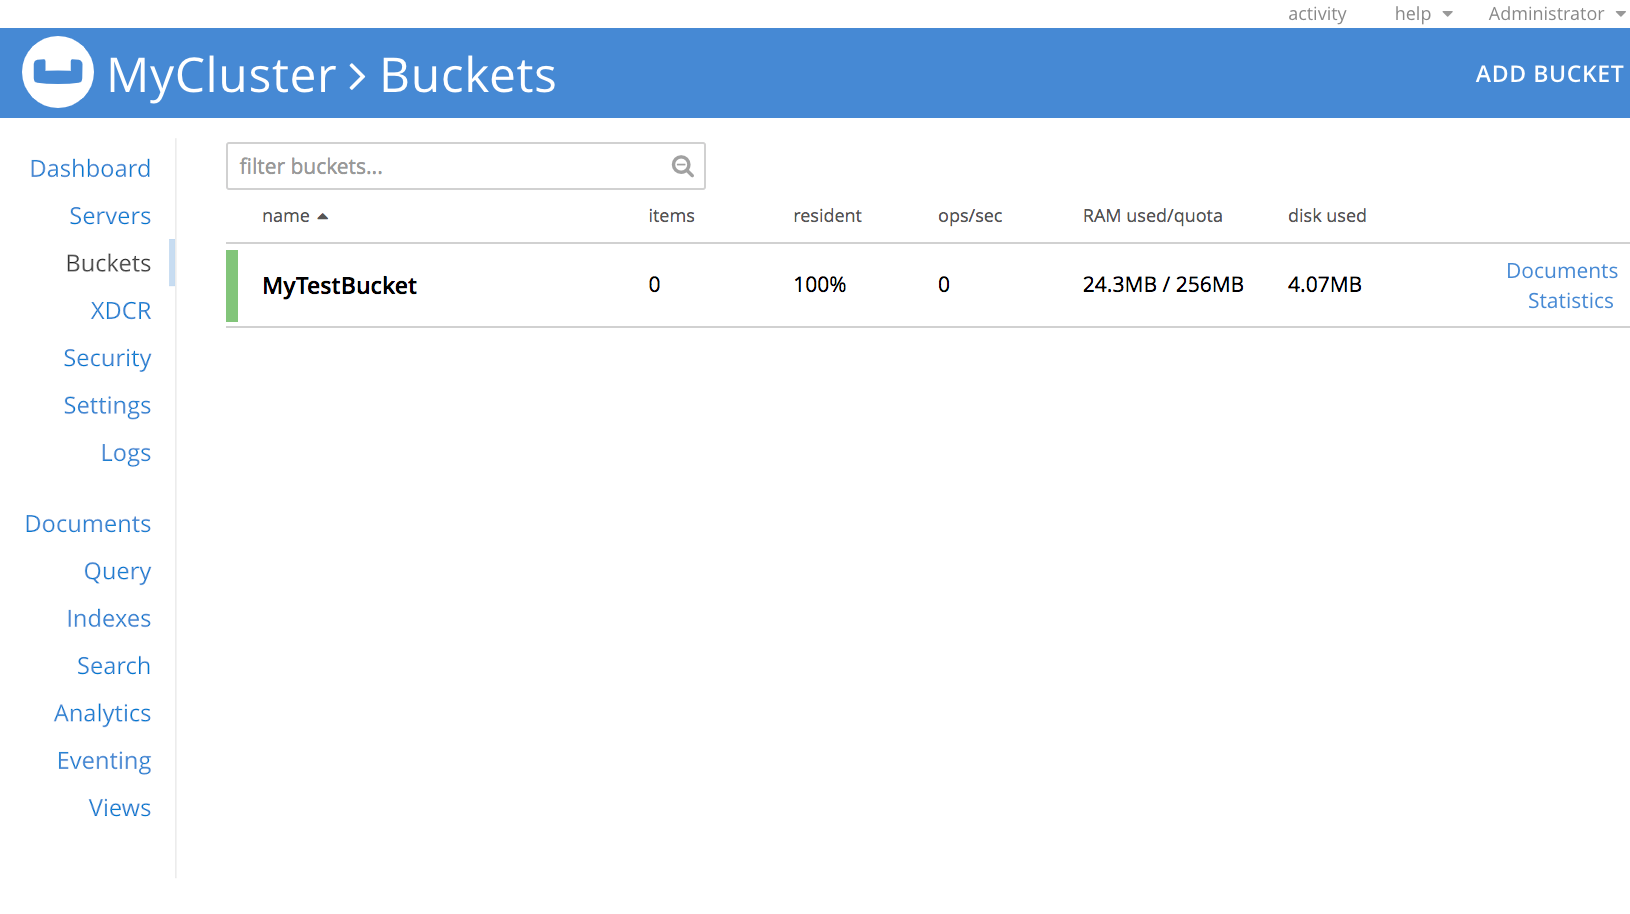 activity help Administrator
MyCluster > Buckets ADD BUCKET
Dashboard
Servers
Buckets
XDCR
Security
Settings
Logs
Documents
Query
Indexes
Search
Analytics
Eventing
Views
filter buckets...
name items resident ops/sec RAM used/quota disk used
MyTestBucket 0 100% 0 24.3MB / 256MB 4.07MB
Documents
Statistics